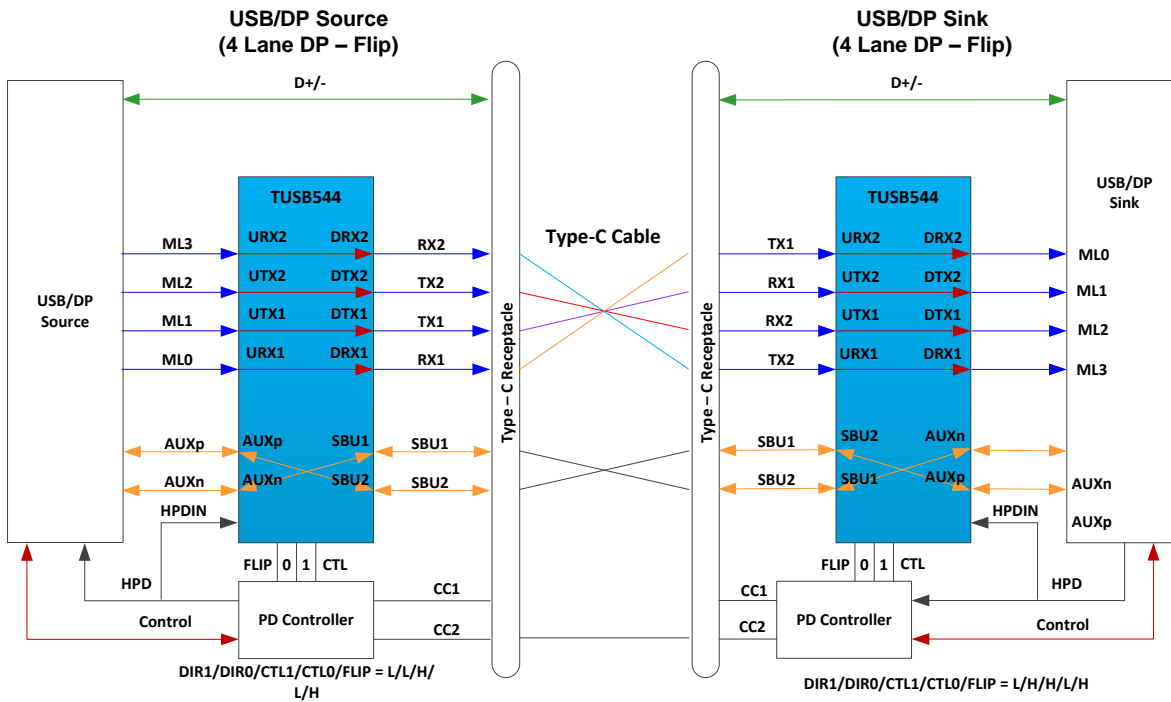 USB/DP Source
(4 Lane DP – Flip)
USB/DP Sink
(4 Lane DP – Flip)
D+/-
D+/-
TUSB544
TUSB544
USB/DP
Sink
Type-C Cable
ML3 URX2 DRX2 RX2
TX1 URX2 DRX2 ML0
ML2 UTX2 DTX2 TX2
RX1 UTX2 DTX2 ML1
USB/DP
Source
ML1 UTX1 DTX1 TX1
RX2 UTX1 DTX1 ML2
ML0 URX1 DRX1 RX1
TX2 URX1 DRX1 ML3
Type – C Receptacle
Type – C Receptacle
AUXp AUXp SBU1 SBU1
SBU1 SBU2 AUXn
AUXn AUXn SBU2 SBU2
SBU2 SBU1 AUXp AUXn
HPDIN
HPDIN AUXp
FLIP 0 1 CTL
FLIP 0 1 CTL
HPD
CC1
CC1
HPD
Control
PD Controller
CC2
CC2
PD Controller
Control
DIR1/DIR0/CTL1/CTL0/FLIP = L/L/H/
L/H
DIR1/DIR0/CTL1/CTL0/FLIP = L/H/H/L/H